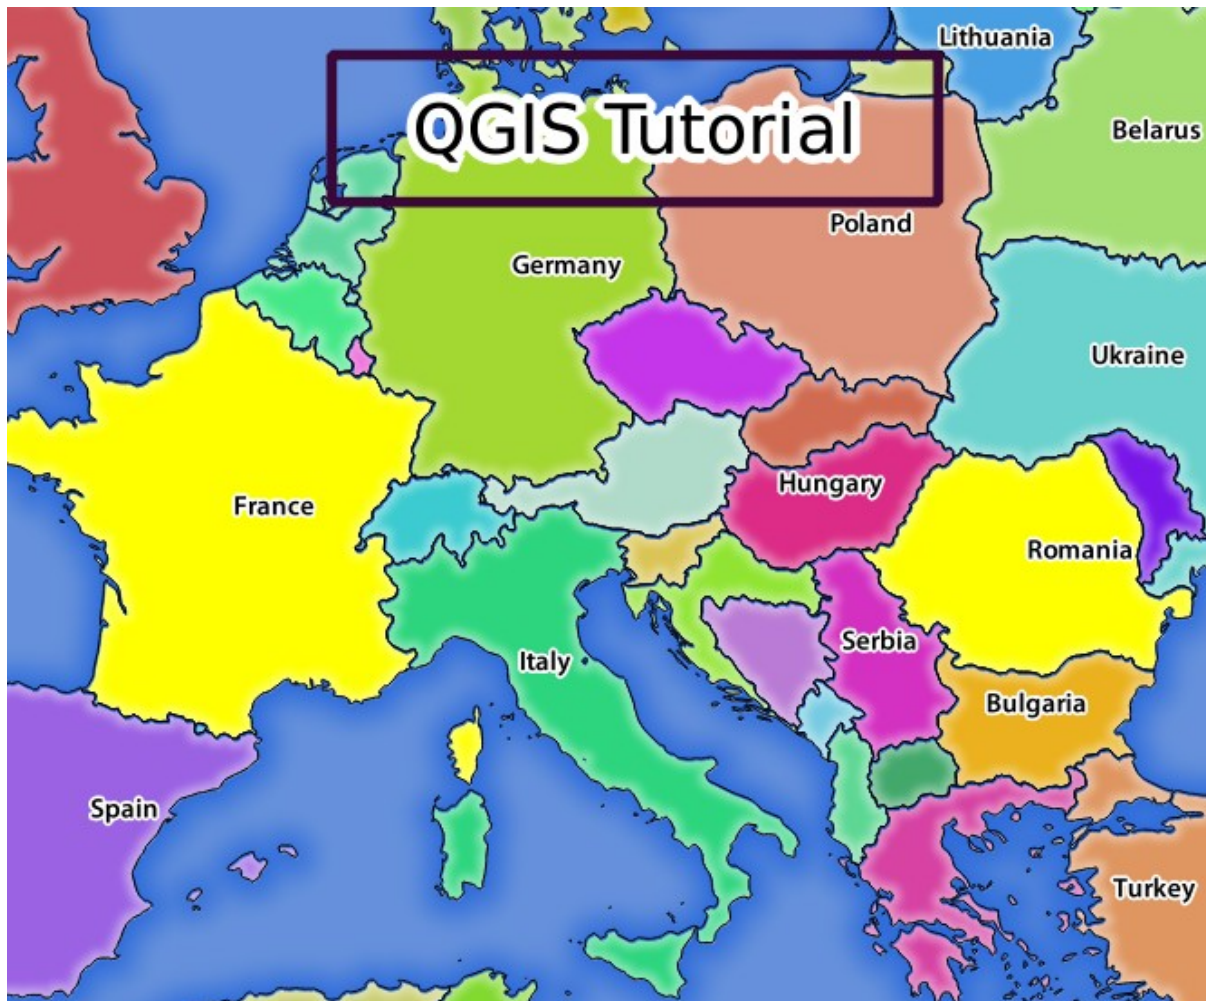 Lithuania
QGIS Tutorial
Belarus
Poland
Germany
Ukraine
Hungary
France
Romania
Serbia
Italy
Bulgaria
Spain
Turkey